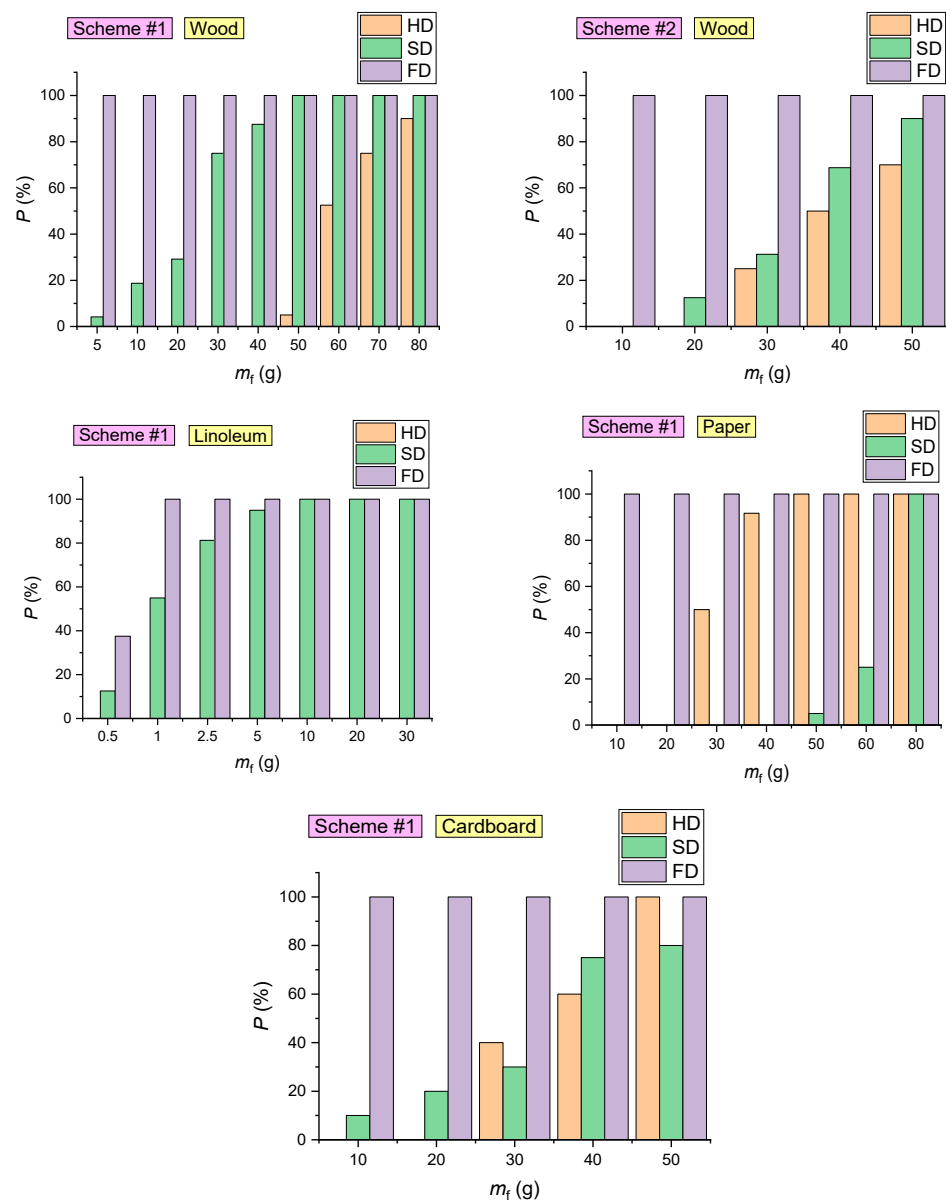 Scheme #1 Wood
HD
SD
FD
100
80
60
40
20
0
P (%)
5 10 20 30 40 50 60 70 80
mf (g)
Scheme #2 Wood
HD
SD
FD
100
80
60
40
20
0
P (%)
10 20 30 40 50
mf (g)
Scheme #1 Linoleum
HD
SD
FD
100
80
60
40
20
0
P (%)
0.5 1 2.5 5 10 20 30
mf (g)
Scheme #1 Paper
HD
SD
FD
100
80
60
40
20
0
P (%)
10 20 30 40 50 60 80
mf (g)
Scheme #1 Cardboard
HD
SD
FD
100
80
60
40
20
0
P (%)
10 20 30 40 50
mf (g)